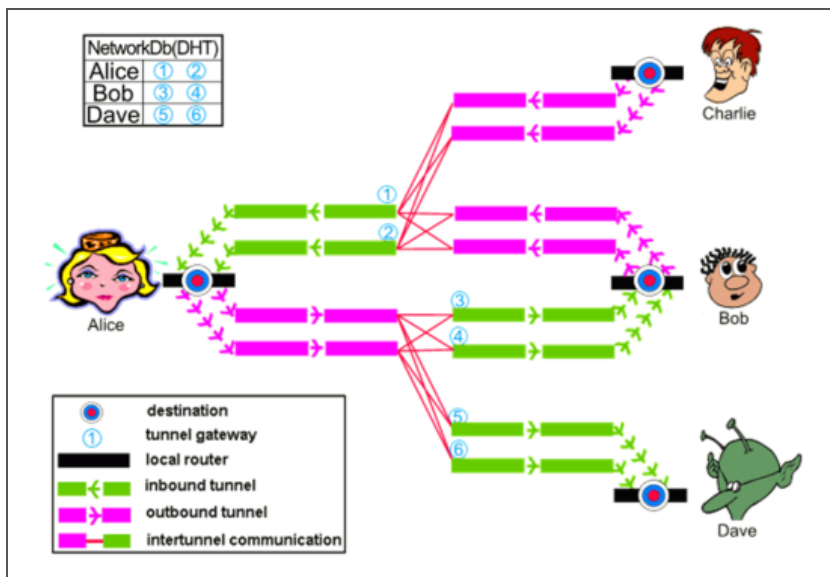 NetworkDb(DHT)
Alice ① ②
Bob ③ ④
Dave ⑤ ⑥
Charlie
①
②
Alice
③
④
Bob
⑤
⑥
Dave
destination
① tunnel gateway
local router
inbound tunnel
outbound tunnel
intertunnel communication